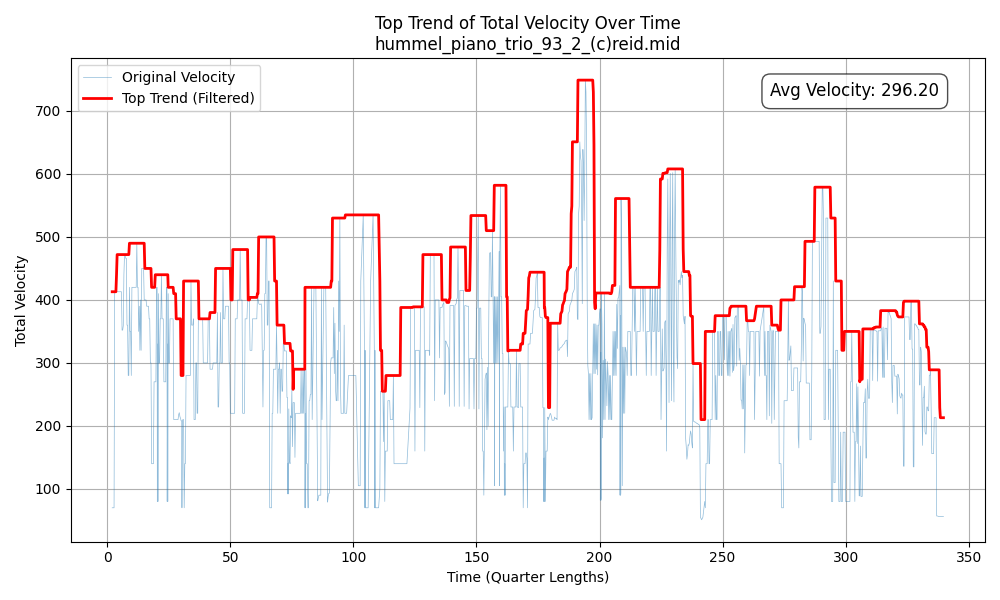 Top Trend of Total Velocity Over Time
hummel_piano_trio_93_2_(c)reid.mid
Original Velocity
Top Trend (Filtered)
Avg Velocity: 296.20
Total Velocity
700
600
500
400
300
200
100
0 50 100 150 200 250 300 350
Time (Quarter Lengths)